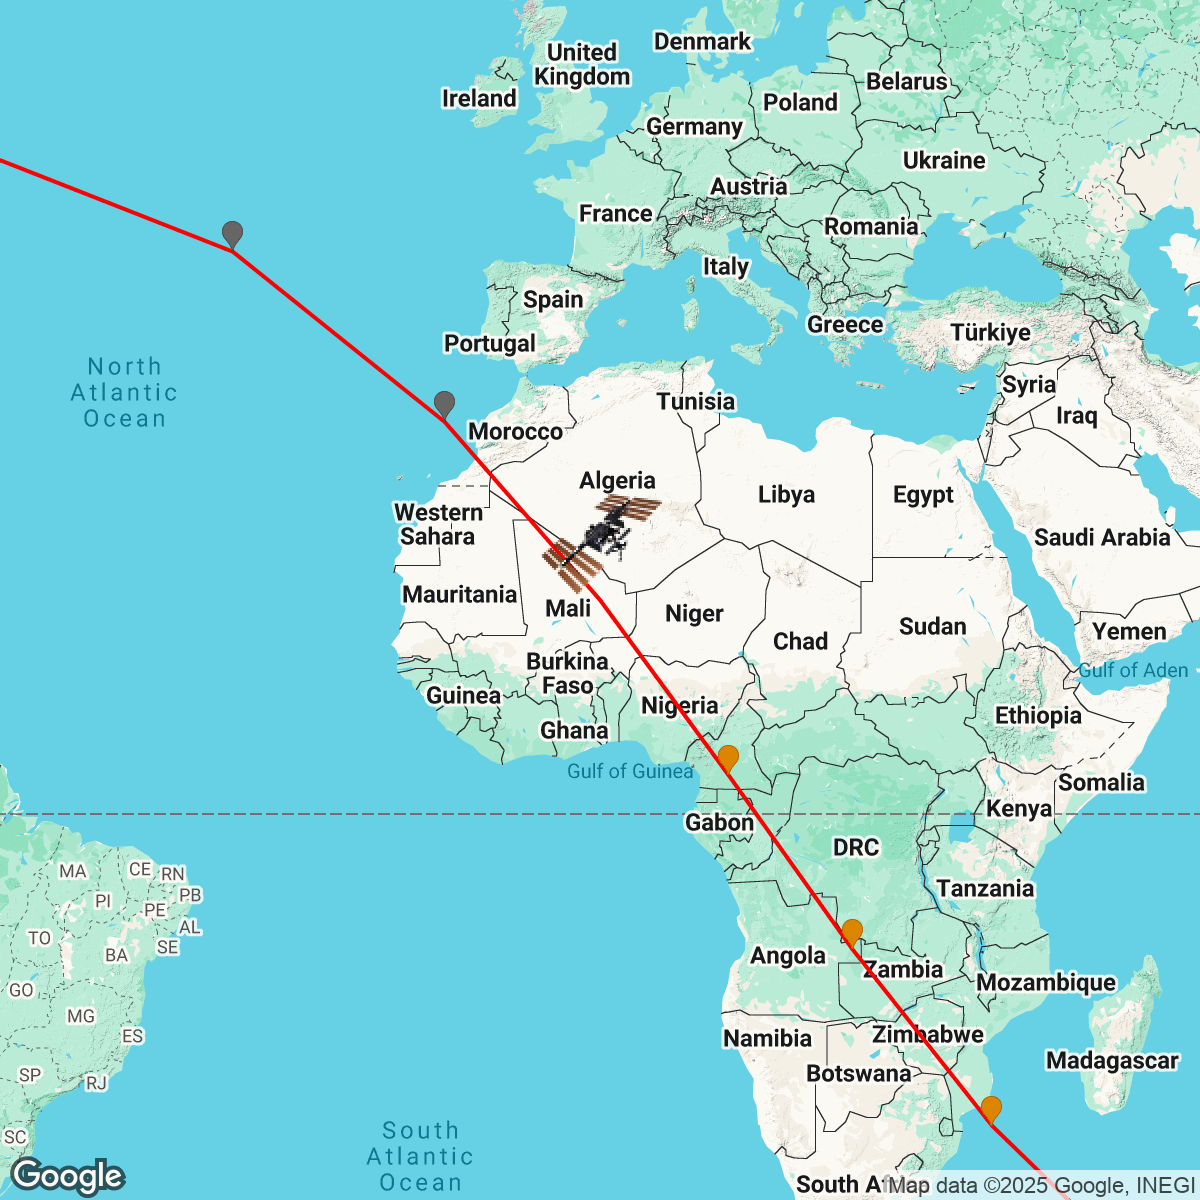 Denmark
United
Kingdom
Belarus
Ireland
Poland
Germany
Ukraine
Austria
France
Romania
Italy
Spain
Greece
Türkiye
Portugal
North
Atlantic
Ocean
Syria
Tunisia
Iraq
Morocco
Algeria
Libya
Egypt
Western
Sahara
Saudi Arabia
Mauritania
Mali
Niger
Sudan
Yemen
Chad
Burkina
Faso
Gulf of Aden
Guinea
Nigeria
Ethiopia
Ghana
Gulf of Guinea
Somalia
Kenya
Gabon
DRC
MA
CE
RN
Tanzania
PI
PB
PE
AL
TO
SE
BA
Angola
Zambia
Mozambique
GO
MG
ES
Namibia
Zimbabwe
Madagascar
Botswana
SP
RJ
SC
South
Atlantic
Ocean
Google
South Af
Map data ©2025 Google, INEGI